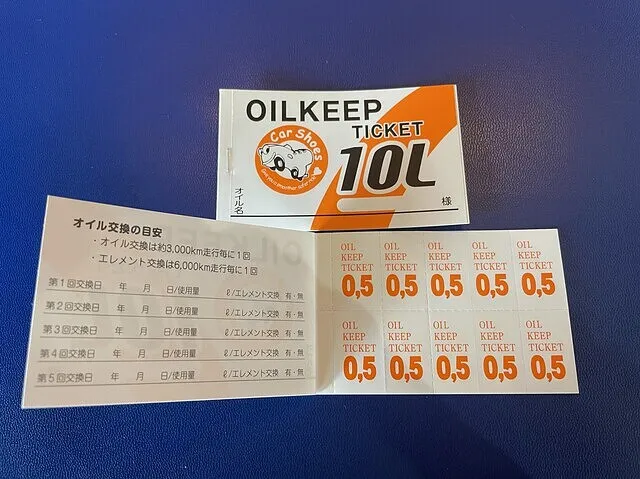 OILKEEP
TICKET
10L
Car Shoes
オイル名
様
オイル交換の目安
・オイル交換は約3,000km走行毎に1回
・エレメント交換は6,000km走行毎に1回
第1回交換日 年 月 日/使用量 ℓ/エレメント交換 有・無
第2回交換日 年 月 日/使用量 ℓ/エレメント交換 有・無
第3回交換日 年 月 日/使用量 ℓ/エレメント交換 有・無
第4回交換日 年 月 日/使用量 ℓ/エレメント交換 有・無
第5回交換日 年 月 日/使用量 ℓ/エレメント交換 有・無
OIL OIL OIL OIL OIL
KEEP KEEP KEEP KEEP KEEP
TICKET TICKET TICKET TICKET TICKET
0,5 0,5 0,5 0,5 0,5
OIL OIL OIL OIL OIL
KEEP KEEP KEEP KEEP KEEP
TICKET TICKET TICKET TICKET TICKET
0,5 0,5 0,5 0,5 0,5